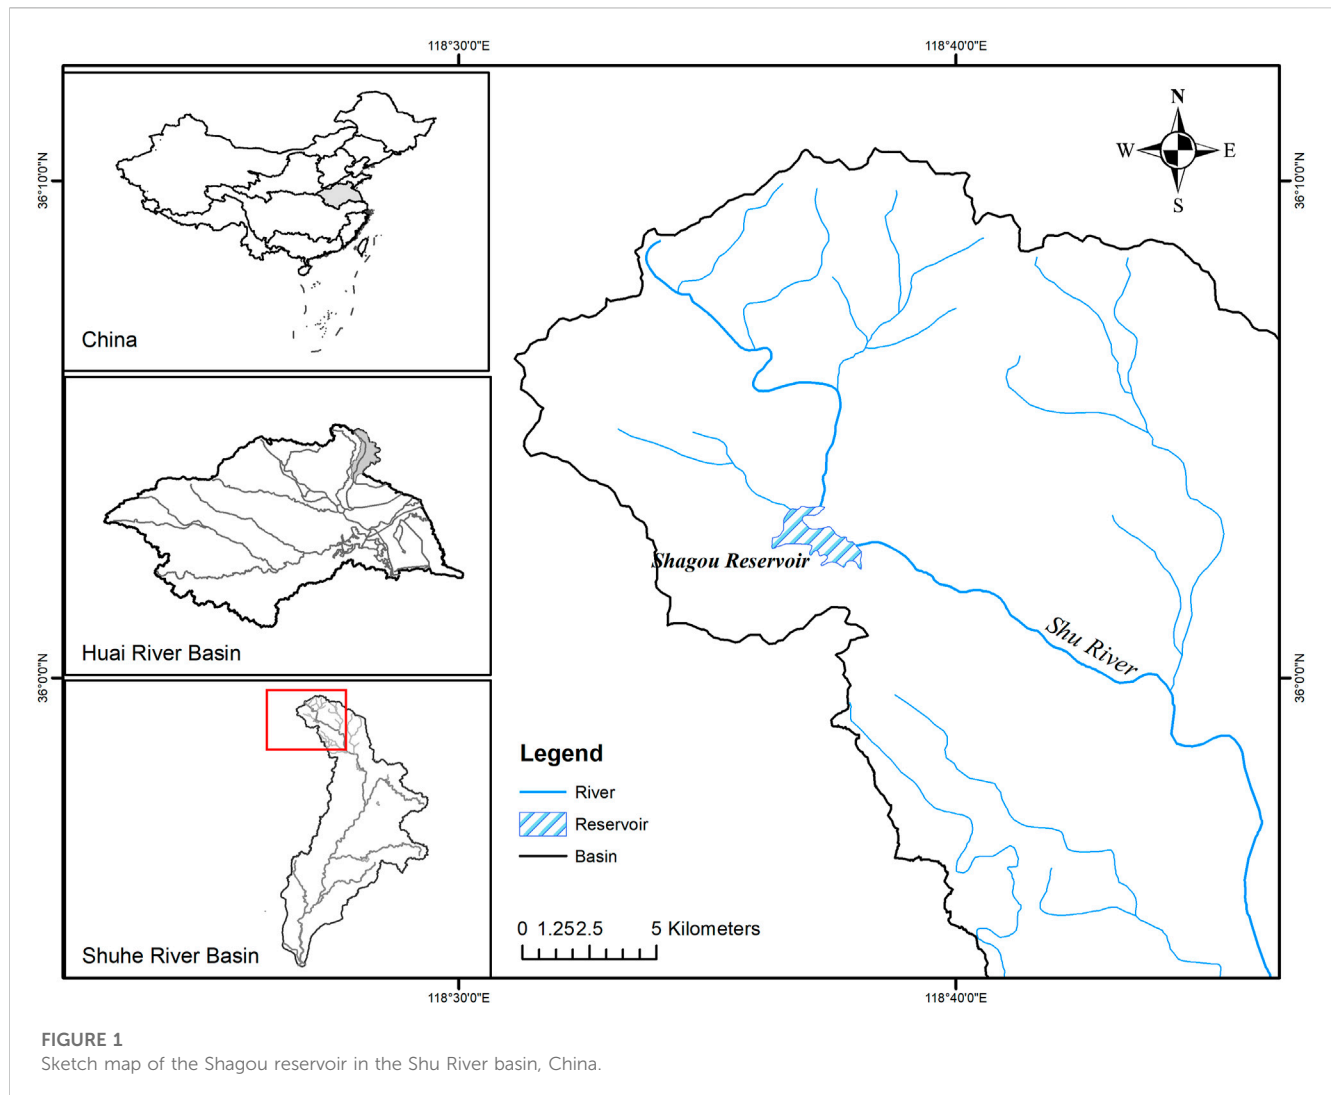 118°30'0"E
118°40'0"E
36°10'0"N
36°10'0"N
N
W
E
S
China
Huai River Basin
Shagou Reservoir
Shu River
36°0'0"N
36°0'0"N
Legend
River
Reservoir
Basin
0 1.252.5 5 Kilometers
Shuhe River Basin
118°30'0"E
118°40'0"E
FIGURE 1
Sketch map of the Shagou reservoir in the Shu River basin, China.